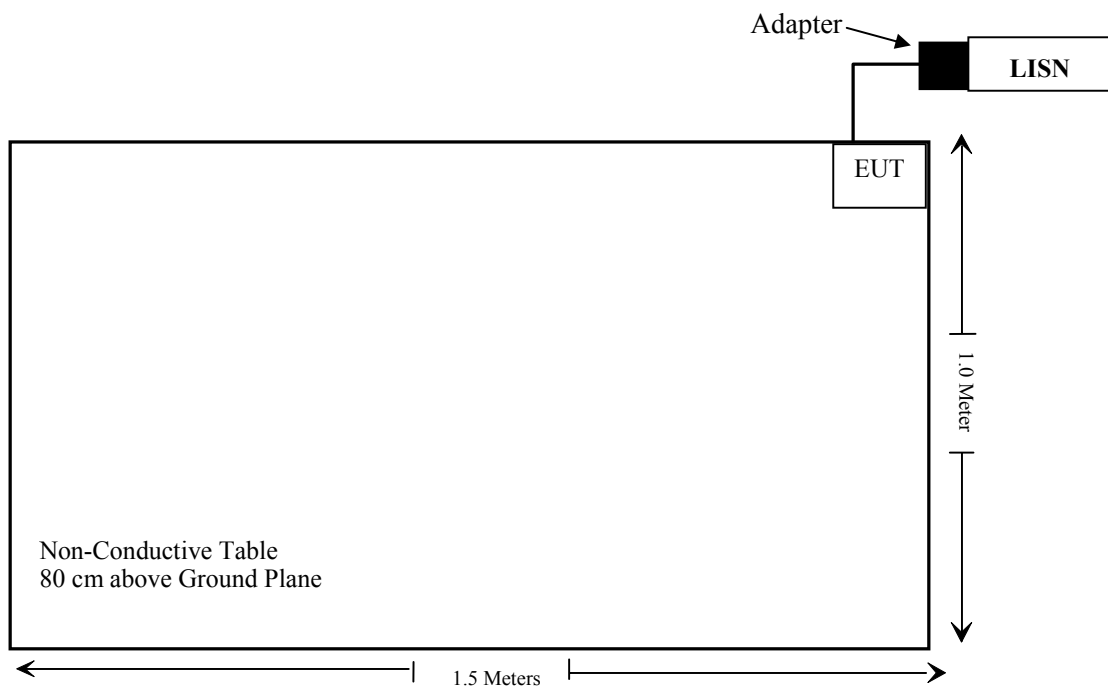 Adapter
LISN
EUT
1.0 Meter
Non-Conductive Table
80 cm above Ground Plane
1.5 Meters